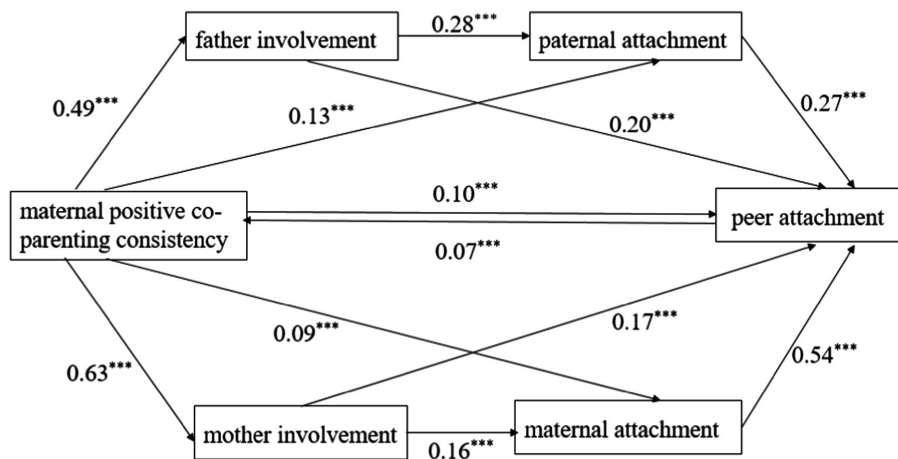 0.28***
father involvement
paternal attachment
0.49***
0.13***
0.27***
0.20***
maternal positive co-
parenting consistency
0.10***
peer attachment
0.07***
0.09***
0.17***
0.63***
0.54***
mother involvement
maternal attachment
0.16***